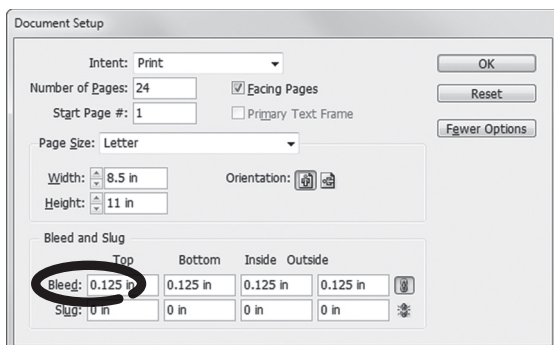 Document Setup
Intent: Print
OK
Number of Pages: 24
Facing Pages
Reset
Start Page #: 1
Primary Text Frame
Fewer Options
Page Size: Letter
Width: 8.5 in
Orientation:
Height: 11 in
Bleed and Slug
Top Bottom Inside Outside
Bleed: 0.125 in 0.125 in 0.125 in 0.125 in
Slug: 0 in 0 in 0 in 0 in